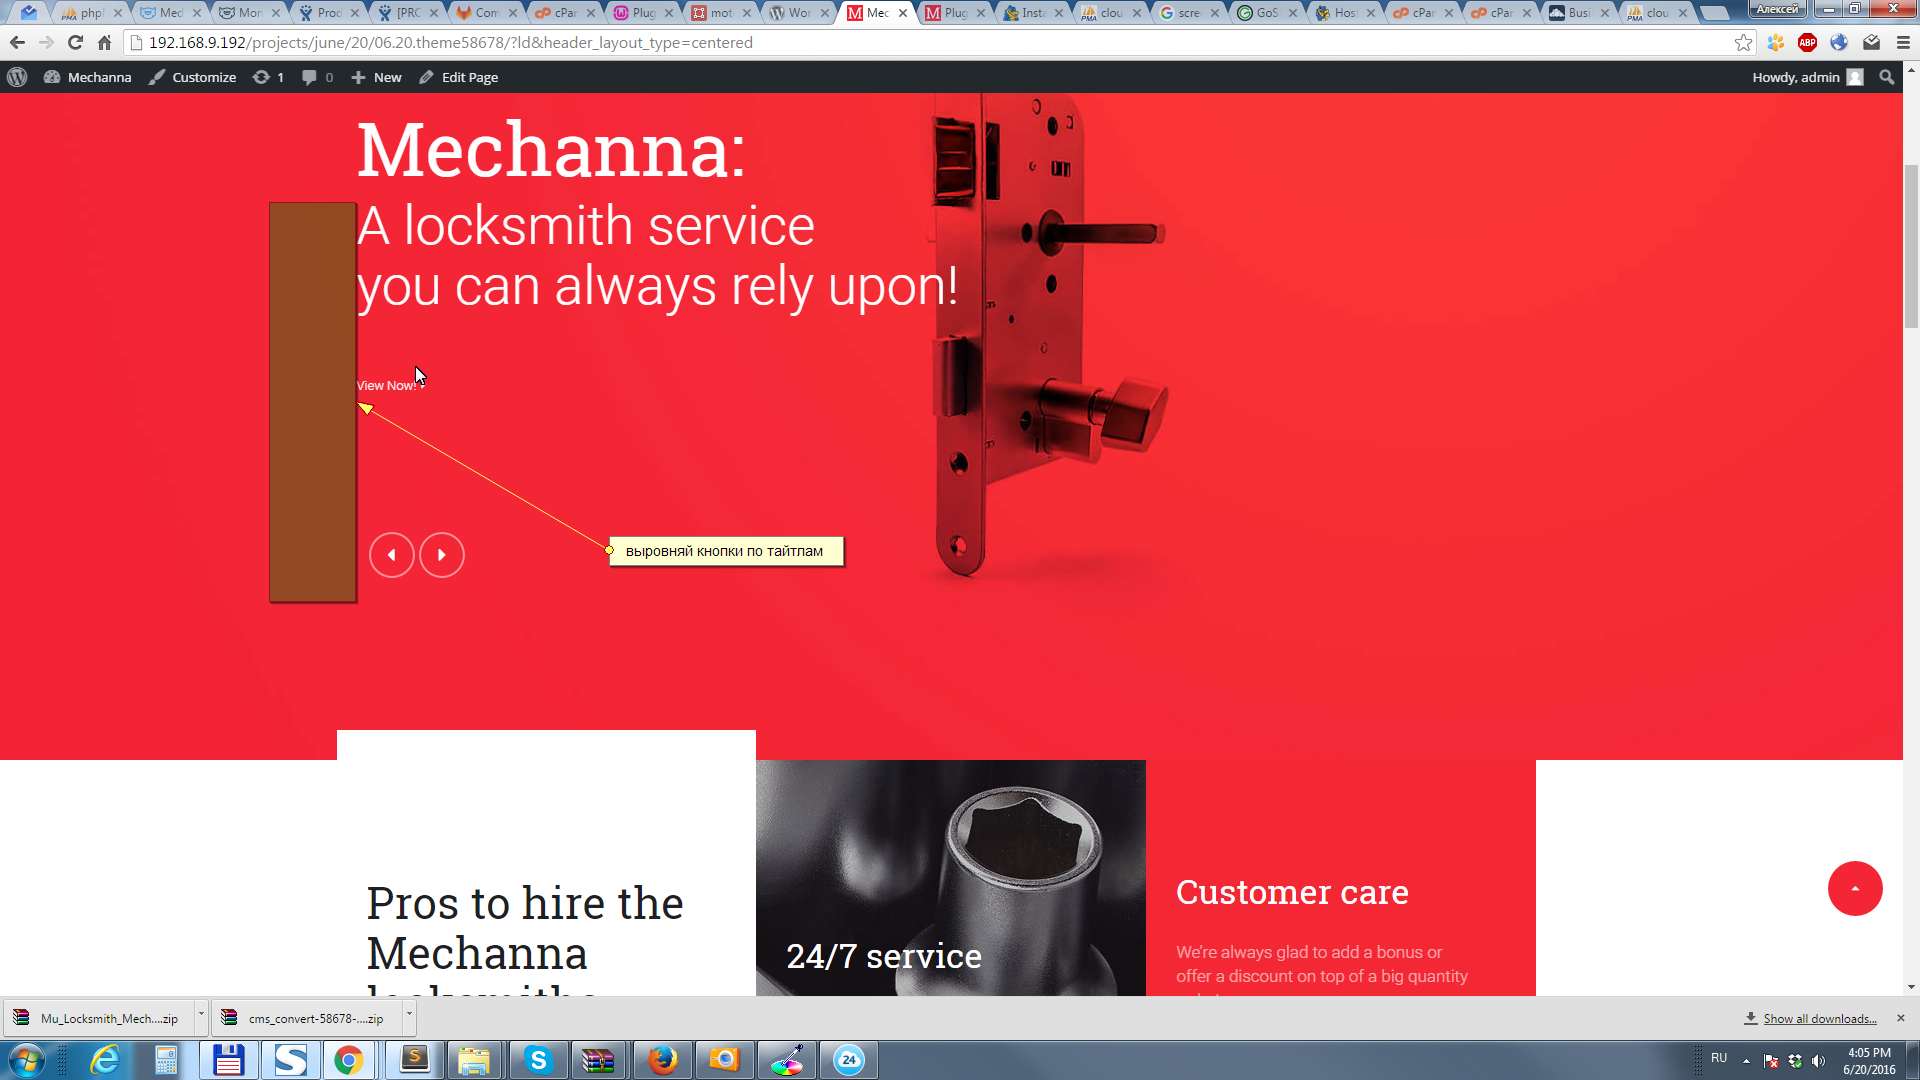 Алексей
php
Med
Mon
Proc
[PRC
Com
cPar
Plug
mot
Wor
Mec
Plug
Insta
clou
scre
GoS
Hos
cPar
cPar
Busi
clou
192.168.9.192/projects/june/20/06.20.theme58678/?ld&header_layout_type=centered
ABP
Mechanna
Customize
1
0
New
Edit Page
Howdy, admin
Mechanna:
A locksmith service
you can always rely upon!
View Now!
выровняй кнопки по тайтлам
Pros to hire the
Mechanna
24/7 service
Customer care
We're always glad to add a bonus or
offer a discount on top of a big quantity
Mu_Locksmith_Mech....zip
cms_convert-58678-....zip
Show all downloads...
24
RU
4:05 PM
6/20/2016